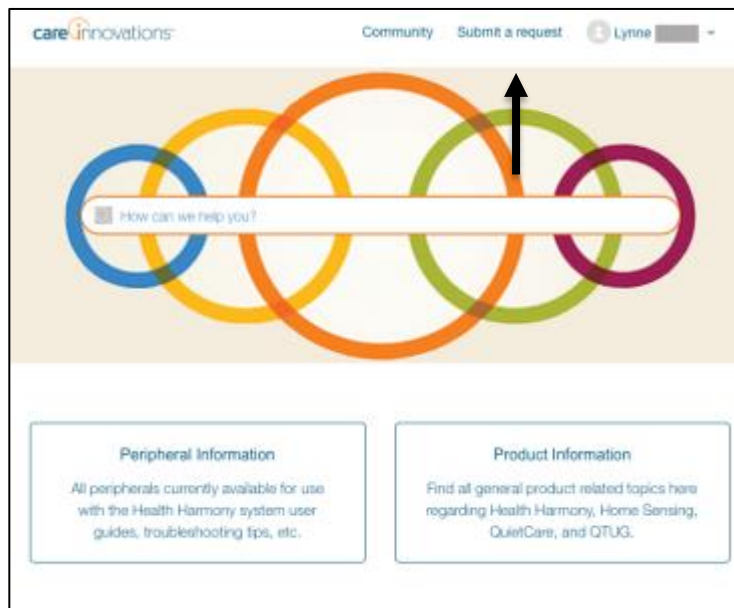 care innovations
Community Submit a request Lynne
How can we help you?
Peripheral Information
All peripherals currently available for use
with the Health Harmony system user
guides, troubleshooting tips, etc.
Product Information
Find all general product related topics here
regarding Health Harmony, Home Sensing,
QuietCare, and QTUG.